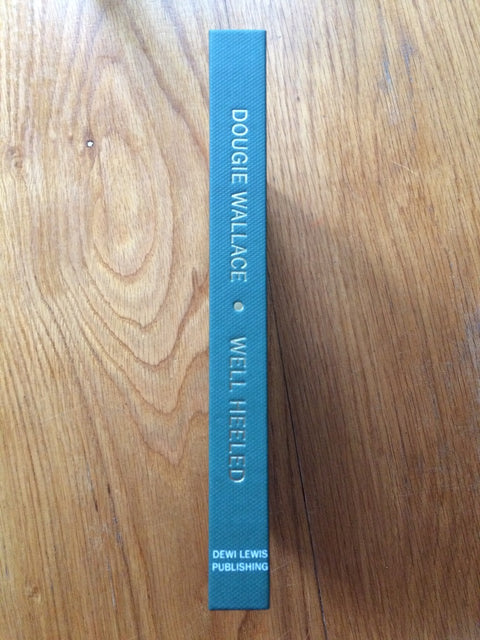 DOUGIE WALLACE • WELL HEELED
DEWI LEWIS
PUBLISHING